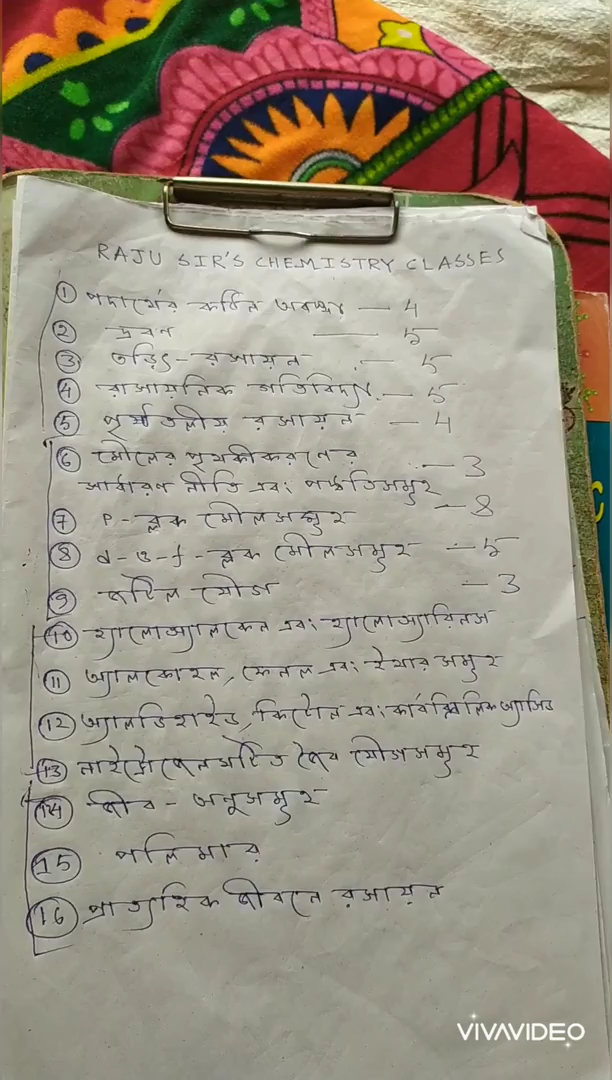 RAJU SIR'S CHEMISTRY CLASSES
① পদার্থের কঠিন অবস্থা — 4
② দ্রবণ — 5
③ তড়িৎ-রসায়ন — 5
④ রাসায়নিক গতিবিদ্যা — 5
⑤ পৃষ্ঠতলীয় রসায়ন — 4
⑥ মৌলের পৃথকীকরণের — 3
সাধারণ নীতি এবং পদ্ধতিসমূহ
⑦ P-ব্লক মৌলসমূহ — 8
⑧ d-ও-f-ব্লক মৌলসমূহ — 5
⑨ জটিল যৌগ — 3
⑩ হ্যালোঅ্যালকেন এবং হ্যালোঅ্যারিনস
⑪ অ্যালকোহল, ফেনল এবং ইথার সমূহ
⑫ অ্যালডিহাইড, কিটোন এবং কার্বক্সিলিক অ্যাসিড
⑬ নাইট্রোজেনঘটিত জৈব যৌগসমূহ
⑭ জীব-অনুসমূহ
⑮ পলিমার
⑯ প্রাত্যহিক জীবনে রসায়ন
VIVAVIDEO